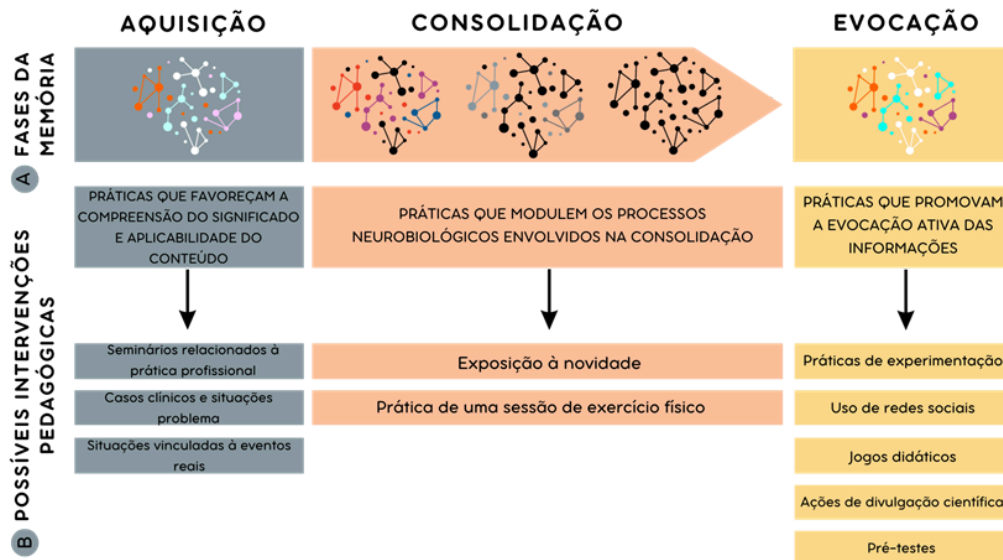 AQUISIÇÃO
CONSOLIDAÇÃO
EVOCAÇÃO
A FASES DA
MEMÓRIA
PRÁTICAS QUE FAVOREÇAM A
COMPREENSÃO DO SIGNIFICADO
E APLICABILIDADE DO
CONTEÚDO
PRÁTICAS QUE MODULEM OS PROCESSOS
NEUROBIOLÓGICOS ENVOLVIDOS NA CONSOLIDAÇÃO
PRÁTICAS QUE PROMOVAM
A EVOCAÇÃO ATIVA DAS
INFORMAÇÕES
B POSSÍVEIS INTERVENÇÕES
PEDAGÓGICAS
Seminários relacionados à
prática profissional
Casos clínicos e situações
problema
Situações vinculadas à eventos
reais
Exposição à novidade
Prática de uma sessão de exercício físico
Práticas de experimentação
Uso de redes sociais
Jogos didáticos
Ações de divulgação científica
Pré-testes